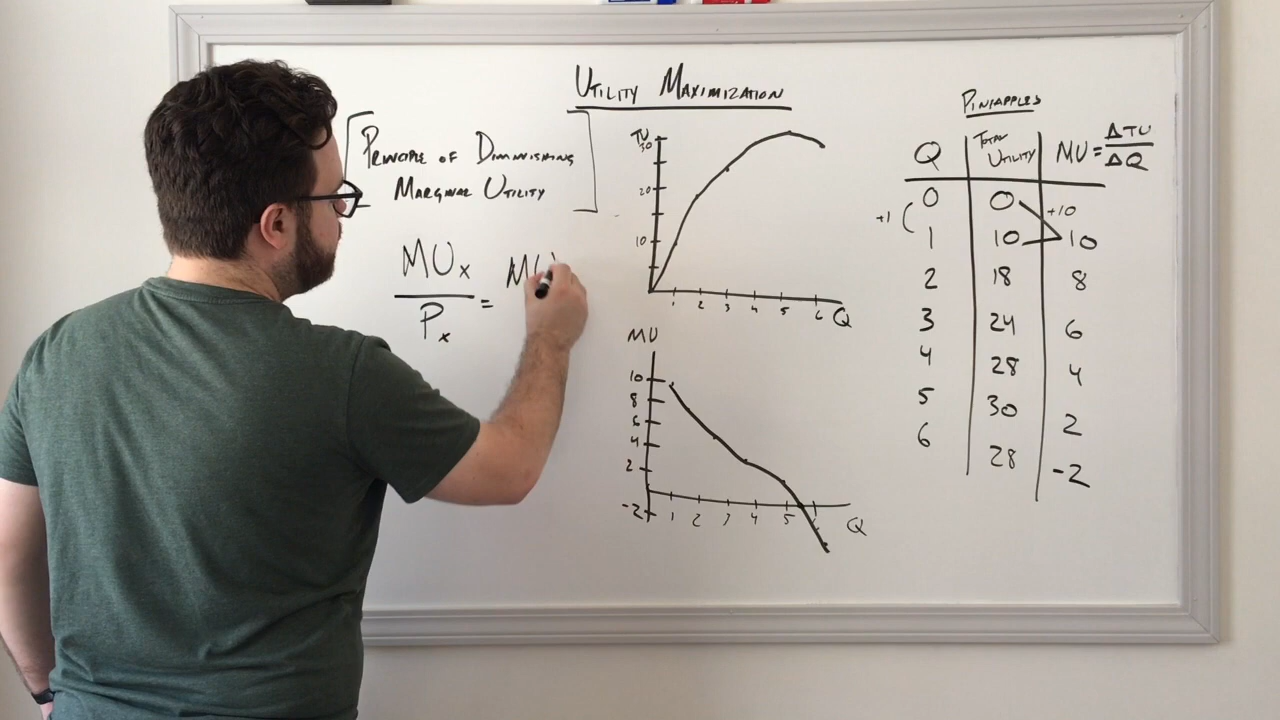 UTILITY MAXIMIZATION
PRINCIPLE OF DIMINISHING
MARGINAL UTILITY
MUx
Px
=
MU
TU
30
20
10
1 2 3 4 5 6 Q
MU
10
8
6
4
2
-2
1 2 3 4 5 6 Q
PINEAPPLES
Q TOTAL UTILITY MU = ΔTU
ΔQ
0 0
+1 +10
1 10 10
2 18 8
3 24 6
4 28 4
5 30 2
6 28 -2